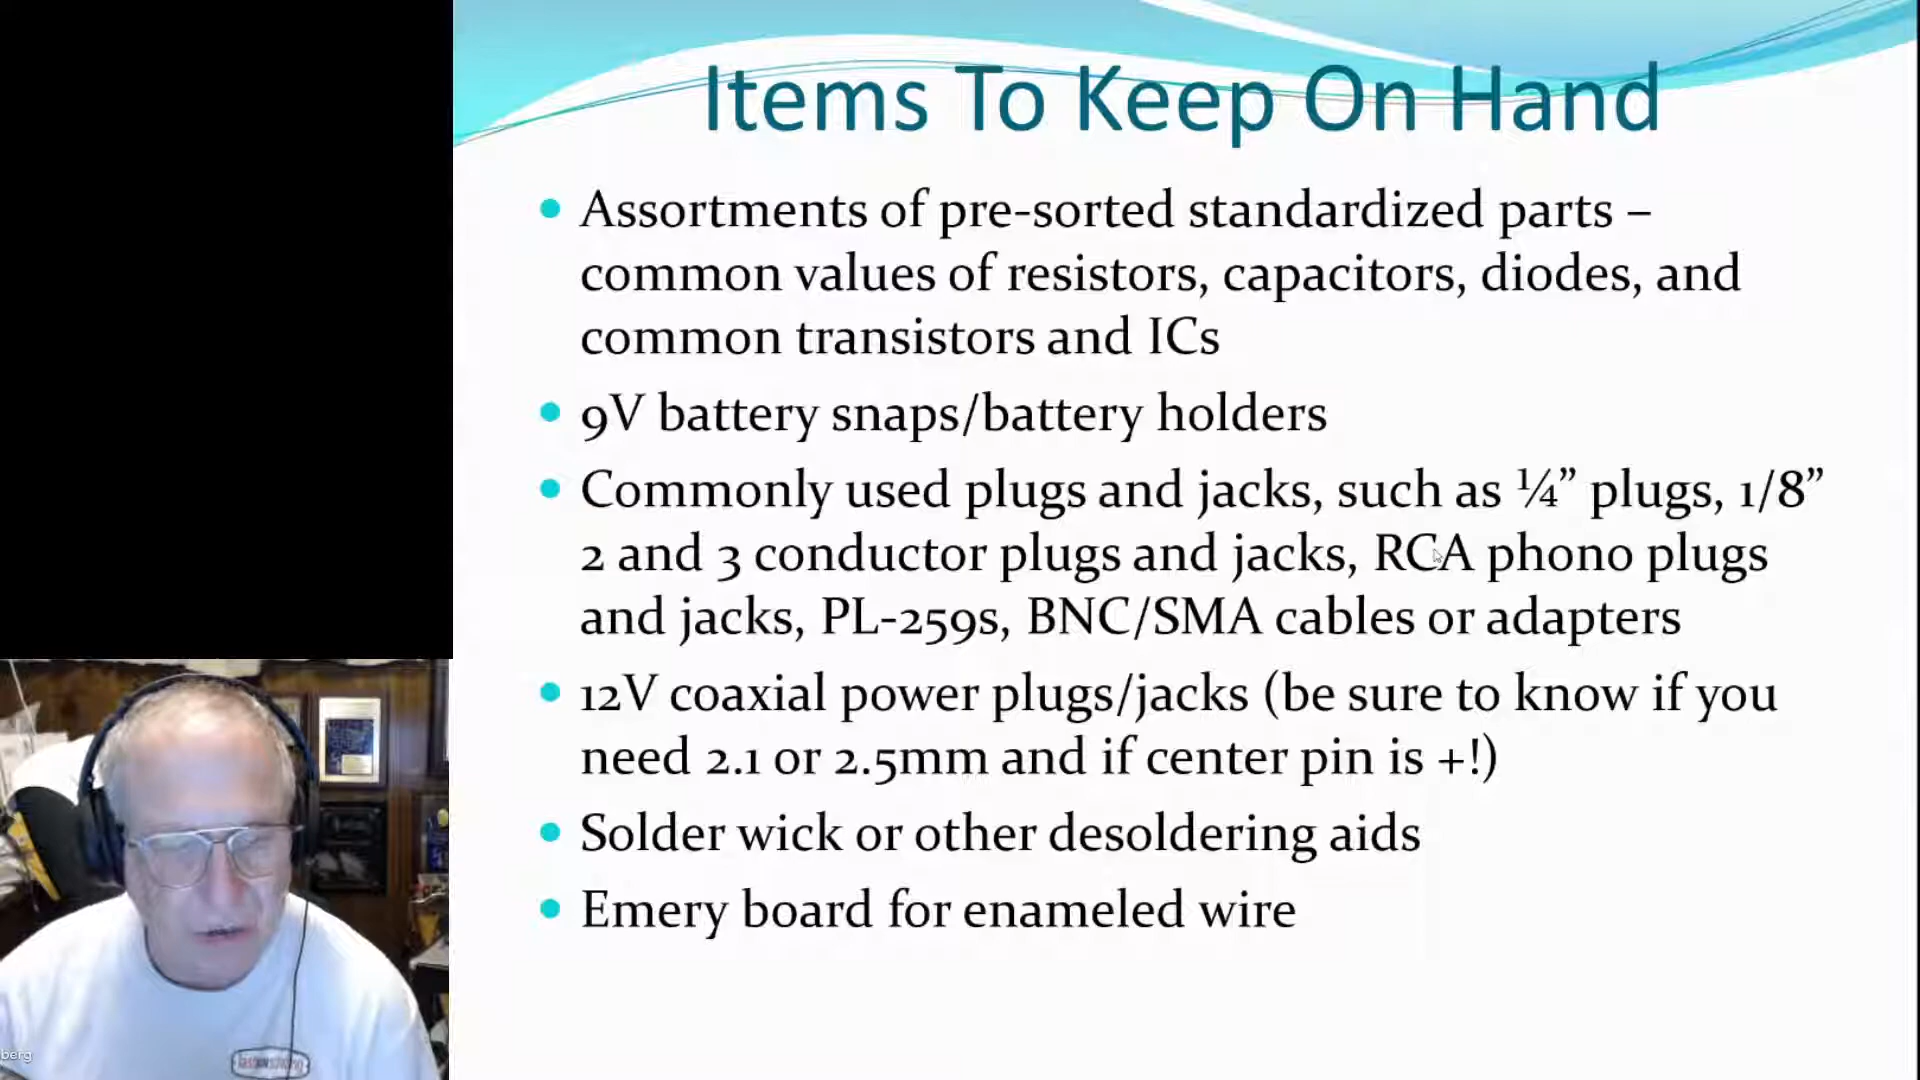 Items To Keep On Hand
Assortments of pre-sorted standardized parts –
common values of resistors, capacitors, diodes, and
common transistors and ICs
9V battery snaps/battery holders
Commonly used plugs and jacks, such as ¼” plugs, 1/8”
2 and 3 conductor plugs and jacks, RCA phono plugs
and jacks, PL-259s, BNC/SMA cables or adapters
12V coaxial power plugs/jacks (be sure to know if you
need 2.1 or 2.5mm and if center pin is +!)
Solder wick or other desoldering aids
Emery board for enameled wire
berg